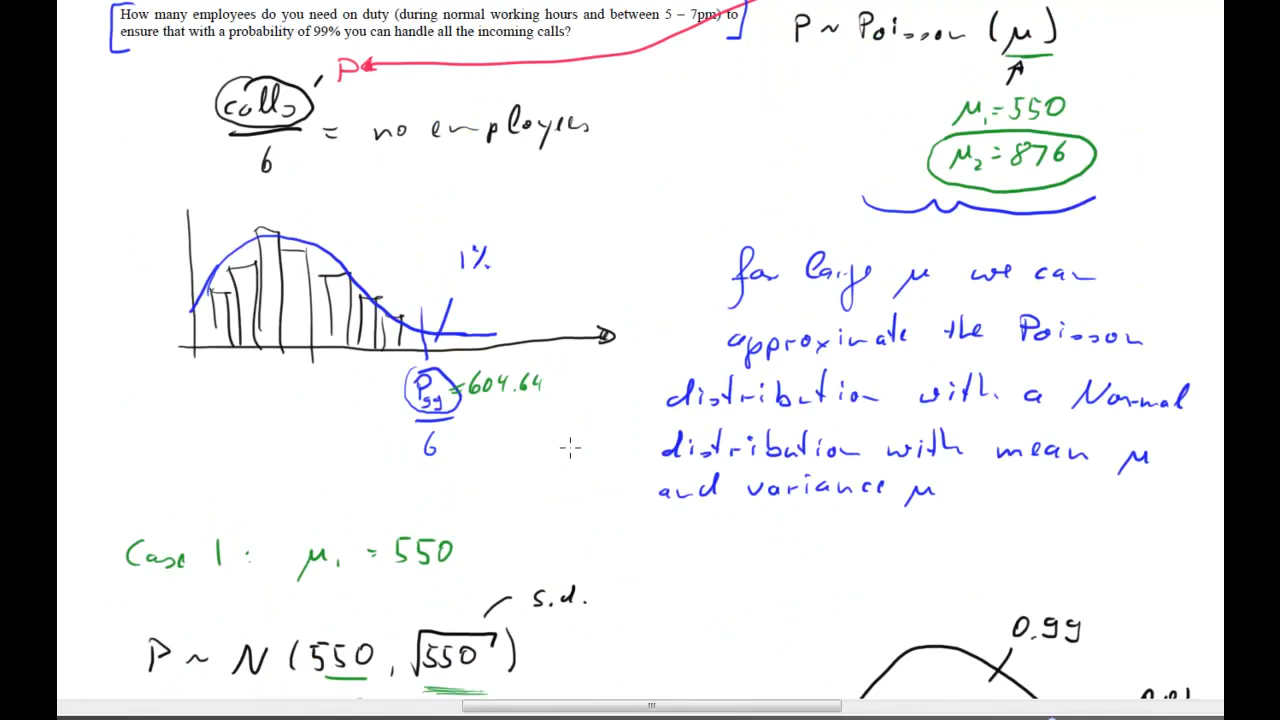 How many employees do you need on duty (during normal working hours and between 5 – 7pm) to
ensure that with a probability of 99% you can handle all the incoming calls?
P ~ Poisson (μ)
P
calls
6
= no employees
μ₁ = 550
μ₂ = 876
1%
for large μ we can
approximate the Poisson
distribution with a Normal
distribution with mean μ
and variance μ
P₉₉ = 604.64
6
Case 1: μ₁ = 550
s.d.
P ~ N (550, √550)
0.99